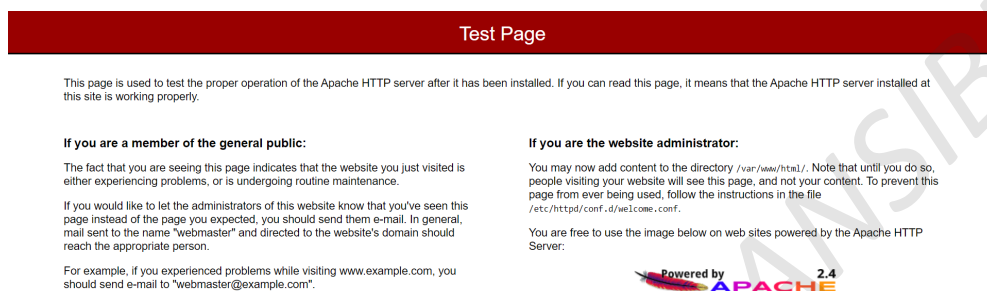 Test Page
This page is used to test the proper operation of the Apache HTTP server after it has been installed. If you can read this page, it means that the Apache HTTP server installed at
this site is working properly.
If you are a member of the general public:
The fact that you are seeing this page indicates that the website you just visited is
either experiencing problems, or is undergoing routine maintenance.
If you would like to let the administrators of this website know that you've seen this
page instead of the page you expected, you should send them e-mail. In general,
mail sent to the name "webmaster" and directed to the website's domain should
reach the appropriate person.
For example, if you experienced problems while visiting www.example.com, you
should send e-mail to "webmaster@example.com".
If you are the website administrator:
You may now add content to the directory /var/www/html/. Note that until you do so,
people visiting your website will see this page, and not your content. To prevent this
page from ever being used, follow the instructions in the file
/etc/httpd/conf.d/welcome.conf.
You are free to use the image below on web sites powered by the Apache HTTP
Server:
Powered by 2.4
APACHE
ANSIB